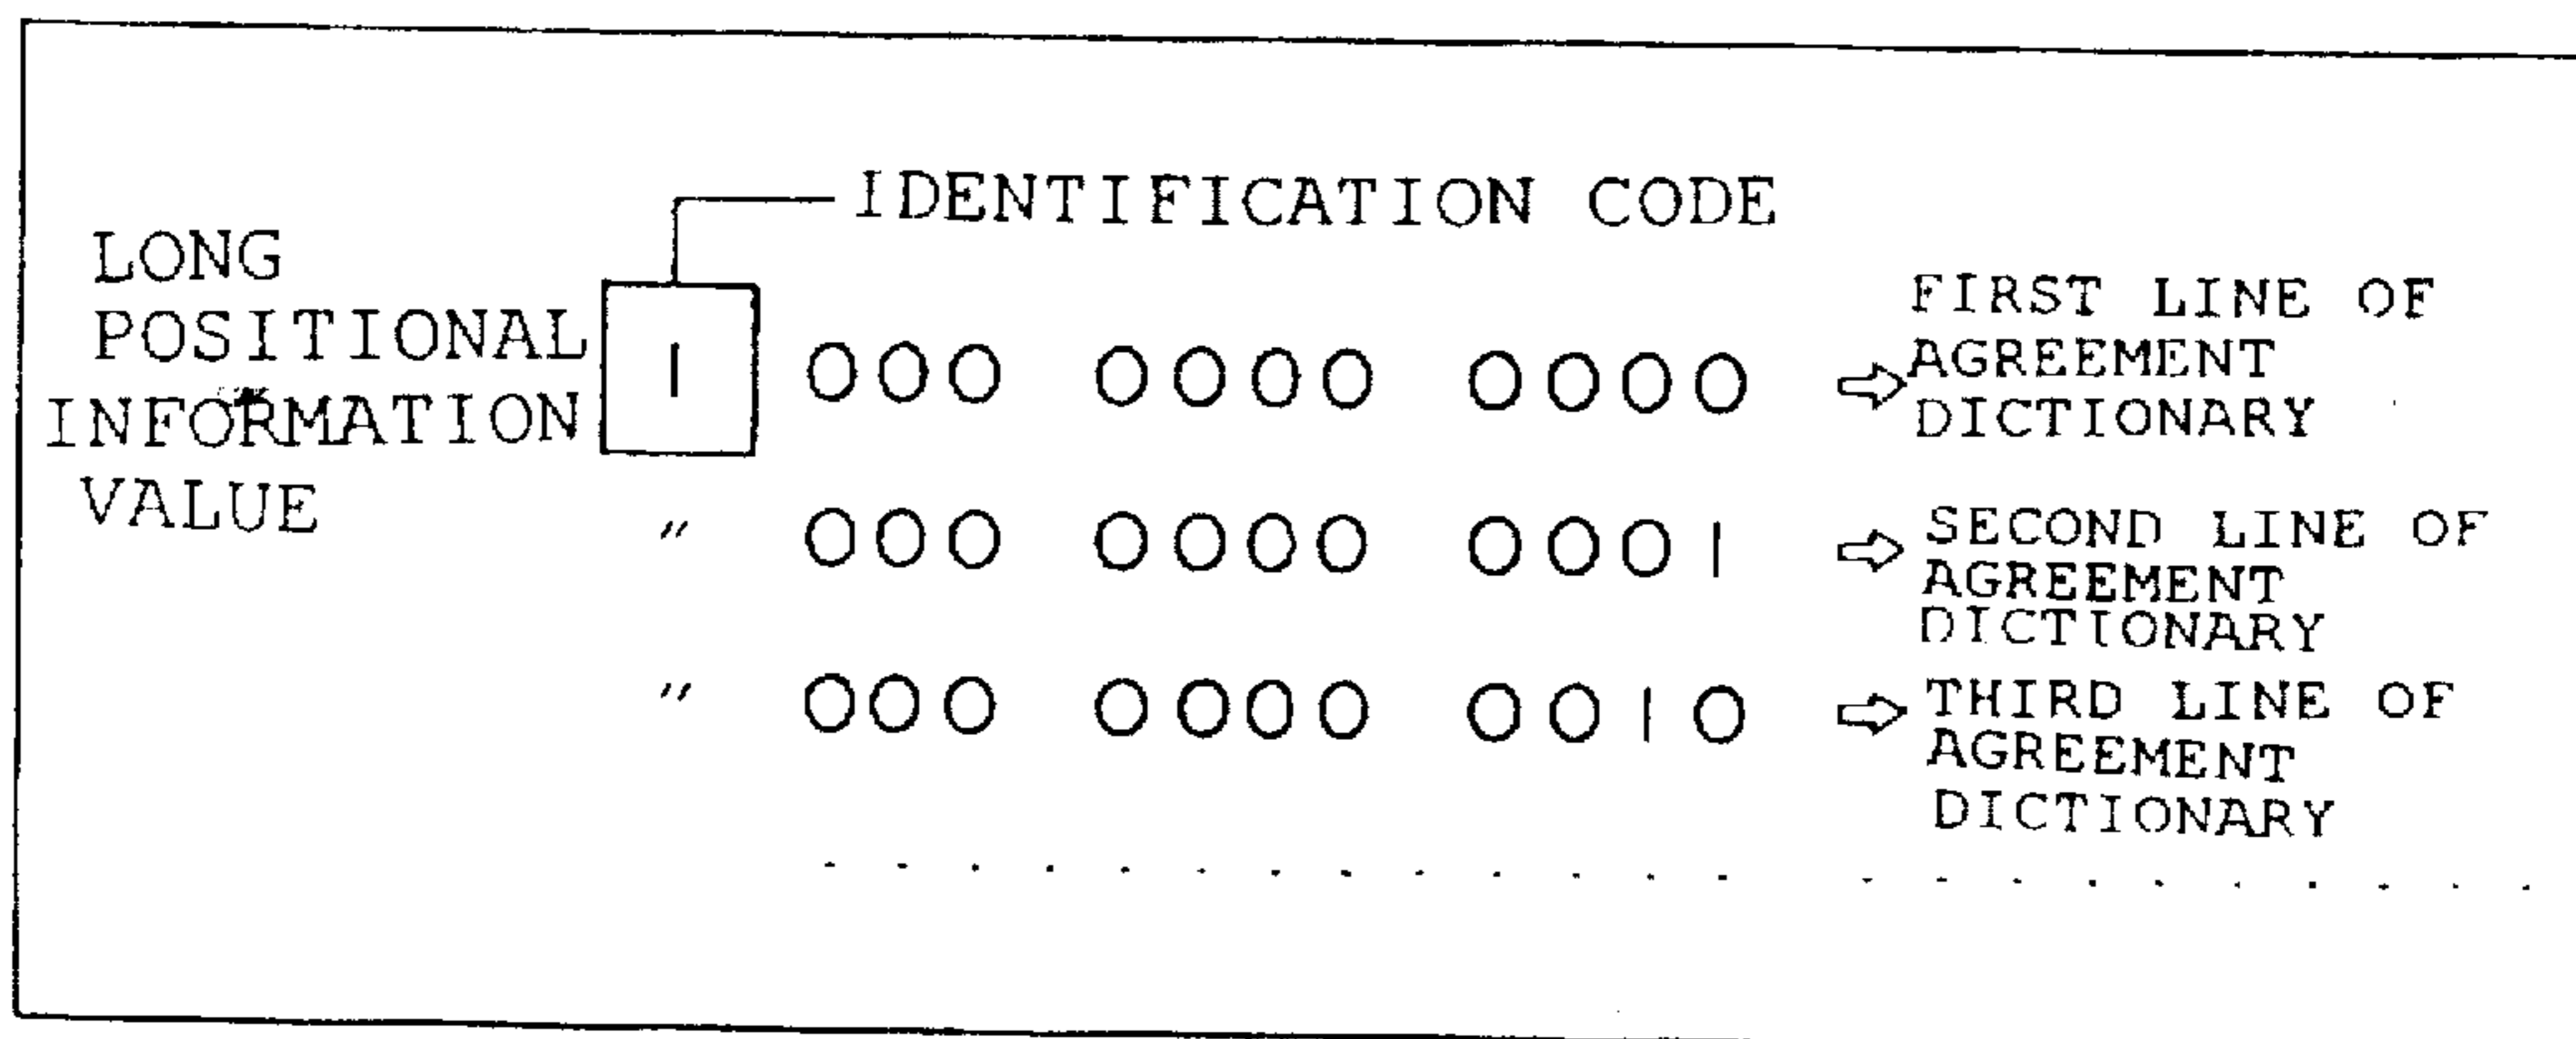 IDENTIFICATION CODE
LONG
POSITIONAL
INFORMATION
VALUE
1 000 0000 0000 ⇨ FIRST LINE OF
AGREEMENT
DICTIONARY
〃 000 0000 0001 ⇨ SECOND LINE OF
AGREEMENT
DICTIONARY
〃 000 0000 0010 ⇨ THIRD LINE OF
AGREEMENT
DICTIONARY